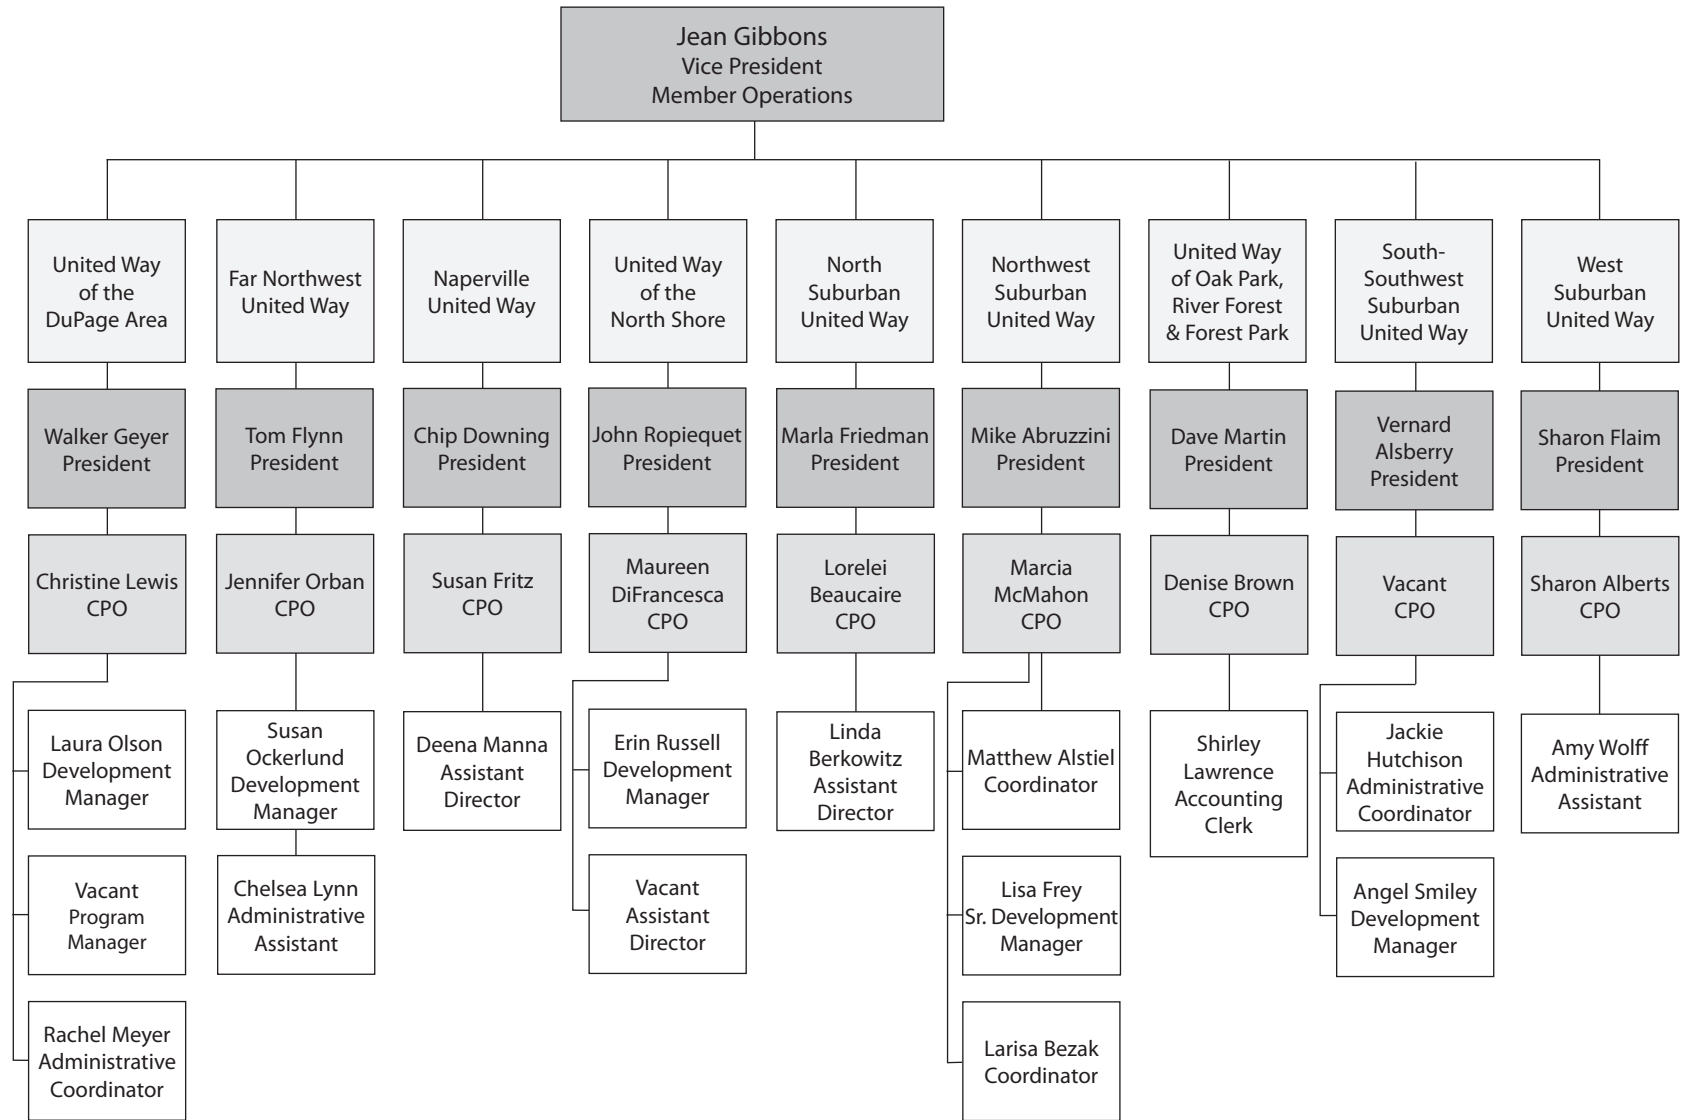 Jean Gibbons
Vice President
Member Operations
United Way
of the
DuPage Area
Far Northwest
United Way
Naperville
United Way
United Way
of the
North Shore
North
Suburban
United Way
Northwest
Suburban
United Way
United Way
of Oak Park,
River Forest
& Forest Park
South-
Southwest
Suburban
United Way
West
Suburban
United Way
Walker Geyer
President
Tom Flynn
President
Chip Downing
President
John Ropiequet
President
Marla Friedman
President
Mike Abruzzini
President
Dave Martin
President
Vernard
Alsberry
President
Sharon Flaim
President
Christine Lewis
CPO
Jennifer Orban
CPO
Susan Fritz
CPO
Maureen
DiFrancesca
CPO
Lorelei
Beaucaire
CPO
Marcia
McMahon
CPO
Denise Brown
CPO
Vacant
CPO
Sharon Alberts
CPO
Laura Olson
Development
Manager
Susan
Ockerlund
Development
Manager
Deena Manna
Assistant
Director
Erin Russell
Development
Manager
Linda
Berkowitz
Assistant
Director
Matthew Alstiel
Coordinator
Shirley
Lawrence
Accounting
Clerk
Jackie
Hutchison
Administrative
Coordinator
Amy Wolff
Administrative
Assistant
Vacant
Program
Manager
Chelsea Lynn
Administrative
Assistant
Vacant
Assistant
Director
Lisa Frey
Sr. Development
Manager
Angel Smiley
Development
Manager
Rachel Meyer
Administrative
Coordinator
Larisa Bezak
Coordinator